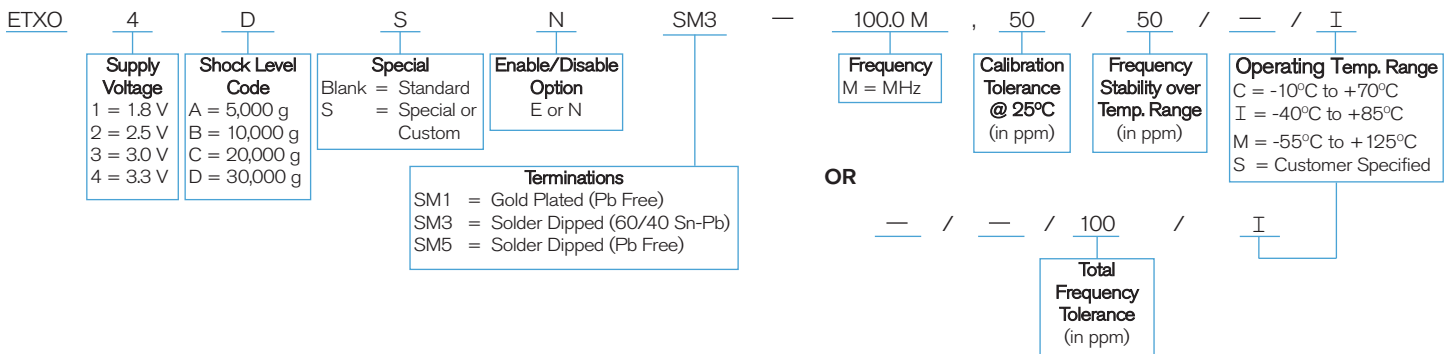 ETXO 4 D S N SM3 — 100.0 M , 50 / 50 / — / I
Supply
Voltage
1 = 1.8 V
2 = 2.5 V
3 = 3.0 V
4 = 3.3 V
Shock Level
Code
A = 5,000 g
B = 10,000 g
C = 20,000 g
D = 30,000 g
Special
Blank = Standard
S = Special or
Custom
Enable/Disable
Option
E or N
Terminations
SM1 = Gold Plated (Pb Free)
SM3 = Solder Dipped (60/40 Sn-Pb)
SM5 = Solder Dipped (Pb Free)
Frequency
M = MHz
Calibration
Tolerance
@ 25ºC
(in ppm)
Frequency
Stability over
Temp. Range
(in ppm)
Operating Temp. Range
C = -10ºC to +70ºC
I = -40ºC to +85ºC
M = -55ºC to +125ºC
S = Customer Specified
OR
— / — / 100 / I
Total
Frequency
Tolerance
(in ppm)